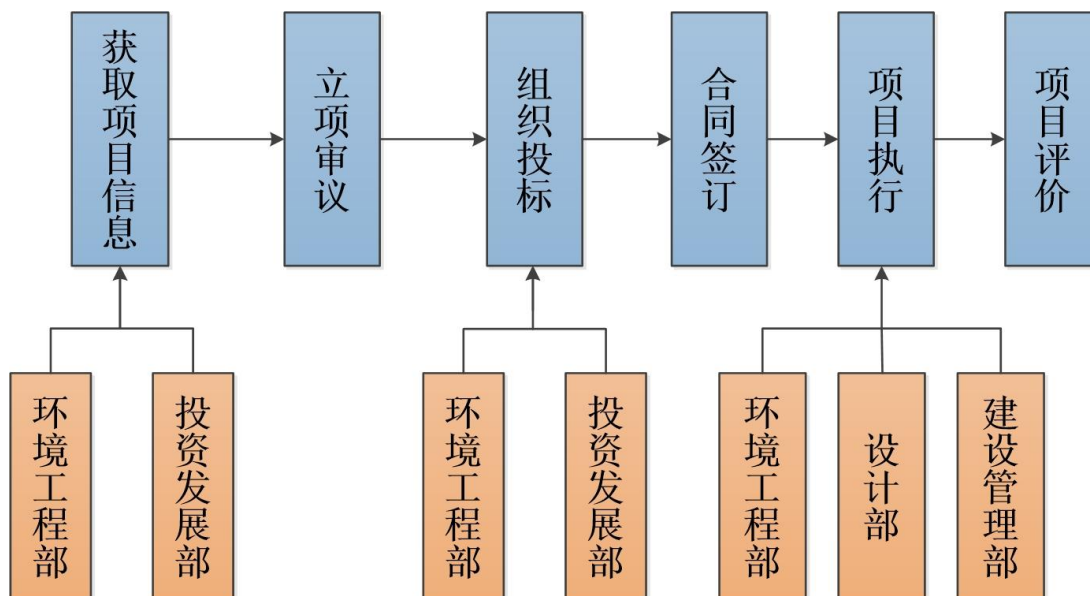 获取项目信息
立项审议
组织投标
合同签订
项目执行
项目评价
环境工程部
投资发展部
环境工程部
投资发展部
环境工程部
设计部
建设管理部